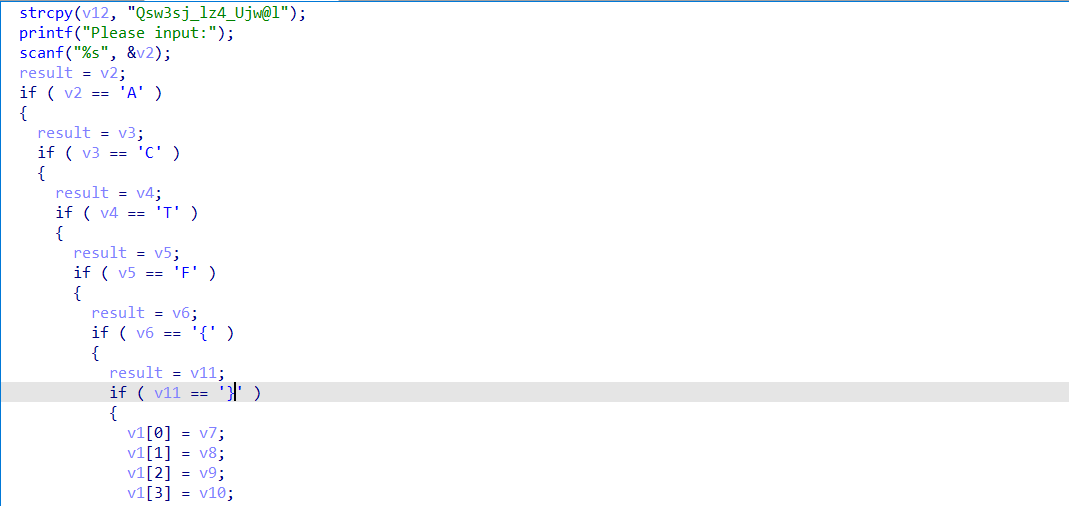 strcpy(v12, "Qsw3sj_lz4_Ujw@l");
printf("Please input:");
scanf("%s", &v2);
result = v2;
if ( v2 == 'A' )
{
result = v3;
if ( v3 == 'C' )
{
result = v4;
if ( v4 == 'T' )
{
result = v5;
if ( v5 == 'F' )
{
result = v6;
if ( v6 == '{' )
{
result = v11;
if ( v11 == '}' )
{
v1[0] = v7;
v1[1] = v8;
v1[2] = v9;
v1[3] = v10;